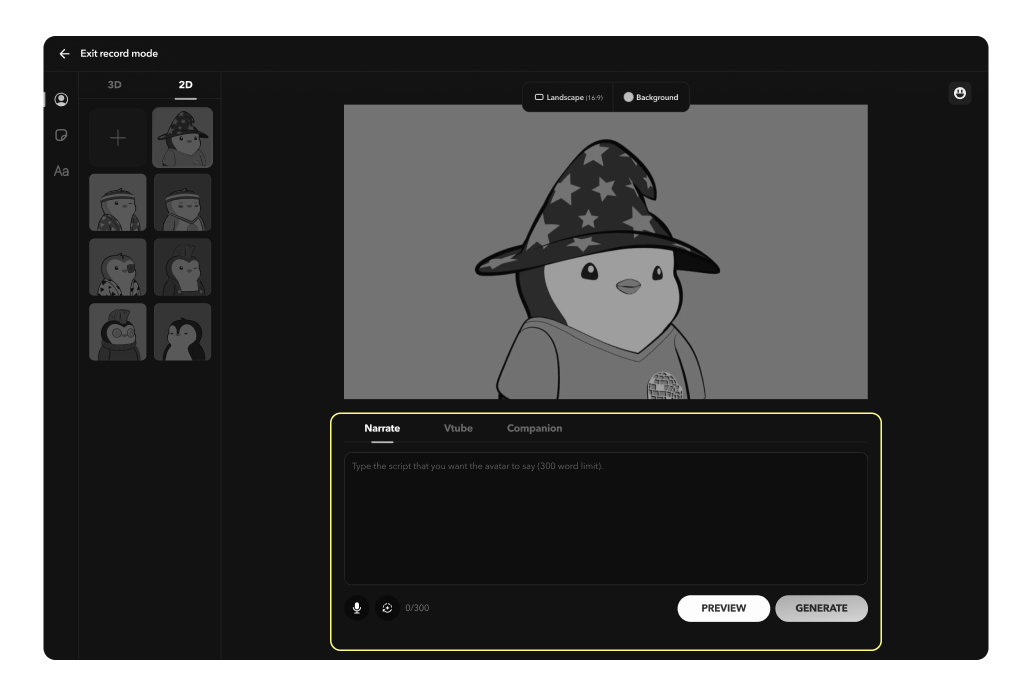 Exit record mode
3D 2D
Landscape (16:9) Background
Aa
Narrate Vtube Companion
Type the script that you want the avatar to say (300 word limit).
0/300 PREVIEW GENERATE